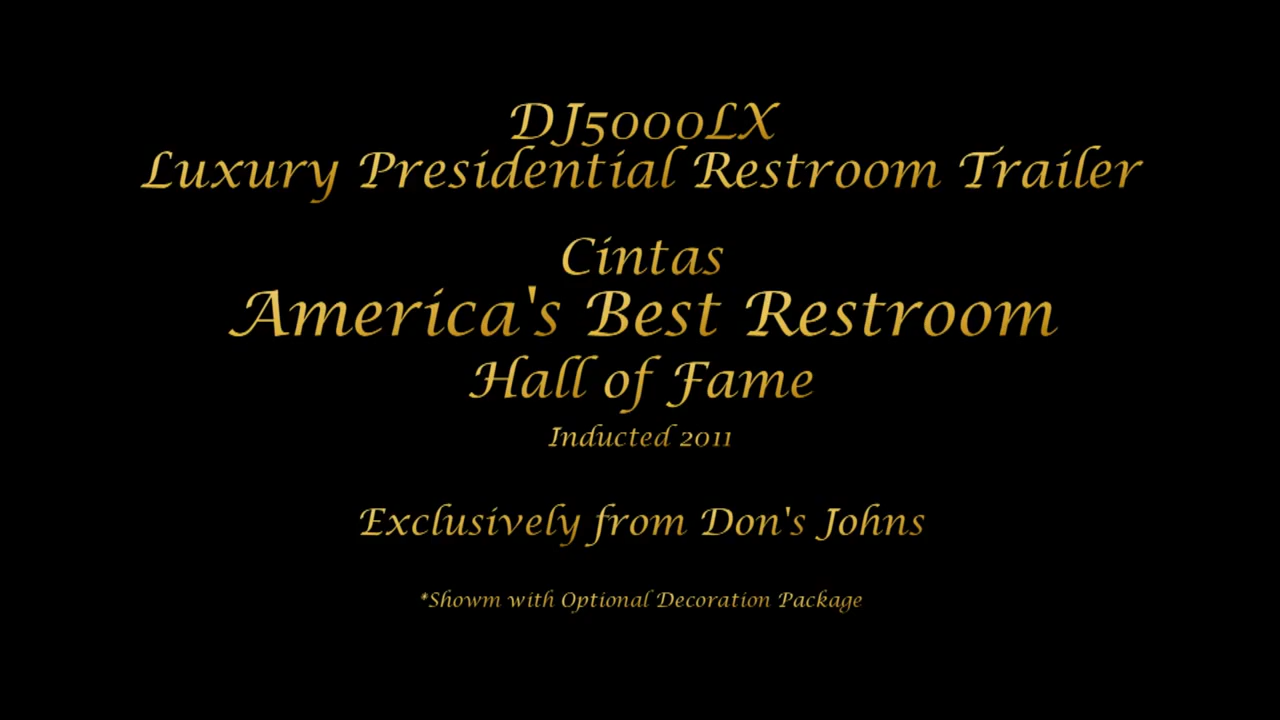 DJ5000LX
Luxury Presidential Restroom Trailer
Cintas
America's Best Restroom
Hall of Fame
Inducted 2011
Exclusively from Don's Johns
*Showm with Optional Decoration Package